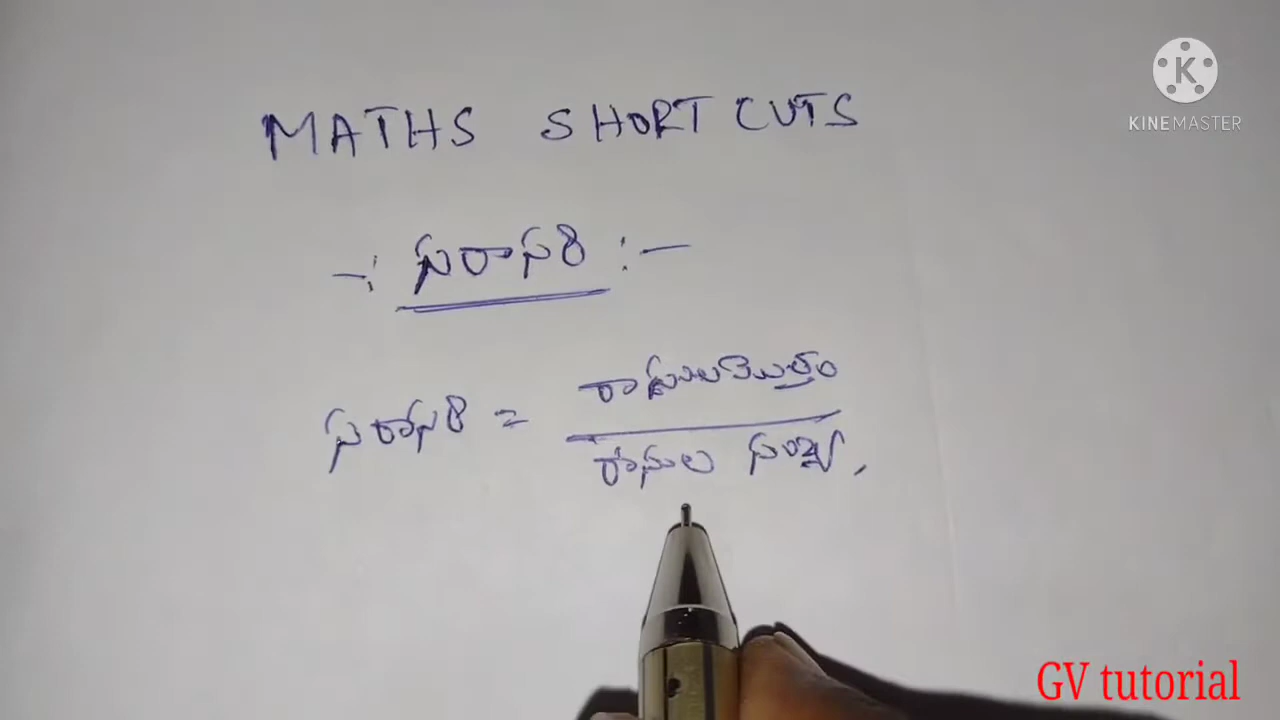 MATHS SHORT CUTS
KINEMASTER
-: సరాసరి :-
రాశులమొత్తం
సరాసరి =
రాసుల సంఖ్య,
GV tutorial